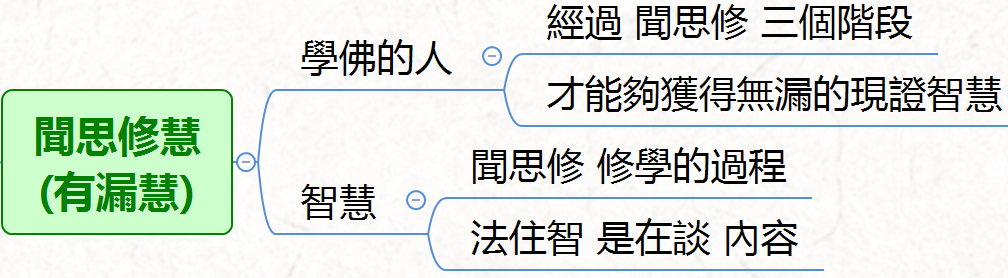 聞思修慧
(有漏慧)
學佛的人
經過 聞思修 三個階段
才能夠獲得無漏的現證智慧
智慧
聞思修 修學的過程
法住智 是在談 內容